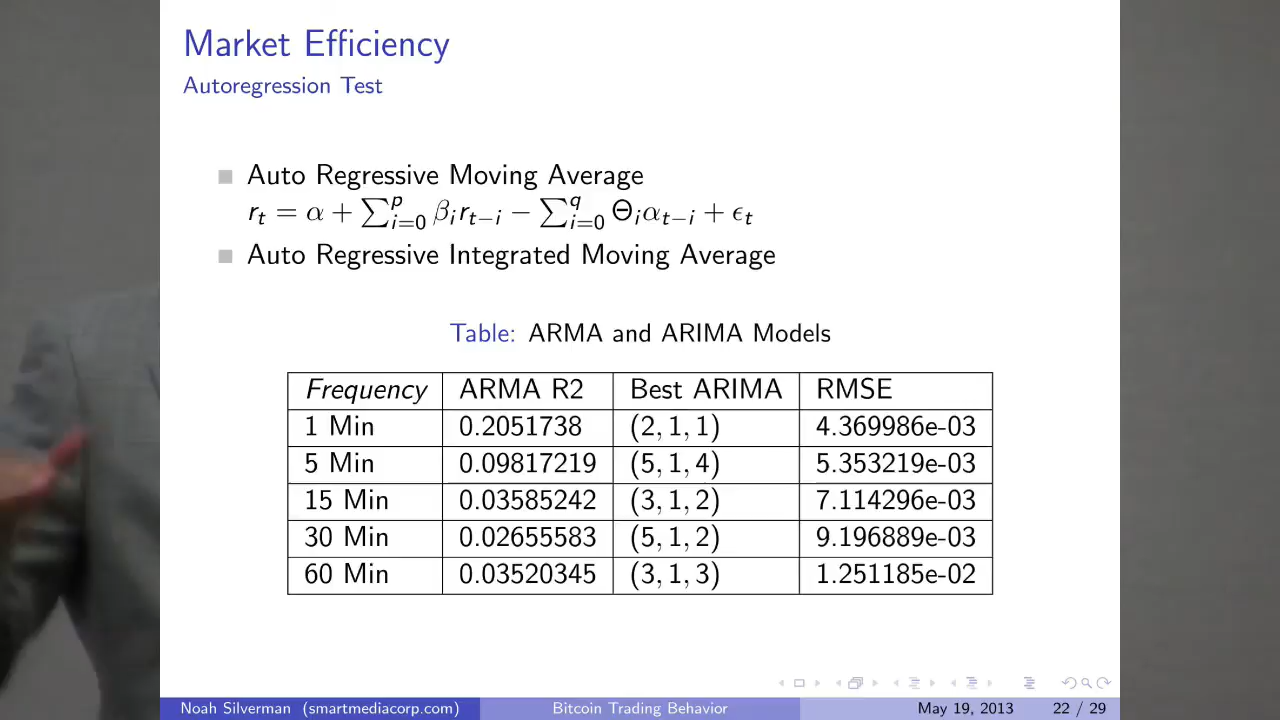 Market Efficiency
Autoregression Test
Auto Regressive Moving Average
r_t = α + ∑_{i=0}^{p} β_i r_{t−i} − ∑_{i=0}^{q} Θ_i α_{t−i} + ϵ_t
Auto Regressive Integrated Moving Average
Table: ARMA and ARIMA Models
Frequency ARMA R2 Best ARIMA RMSE
1 Min 0.2051738 (2, 1, 1) 4.369986e-03
5 Min 0.09817219 (5, 1, 4) 5.353219e-03
15 Min 0.03585242 (3, 1, 2) 7.114296e-03
30 Min 0.02655583 (5, 1, 2) 9.196889e-03
60 Min 0.03520345 (3, 1, 3) 1.251185e-02
Noah Silverman (smartmediacorp.com) Bitcoin Trading Behavior May 19, 2013 22 / 29